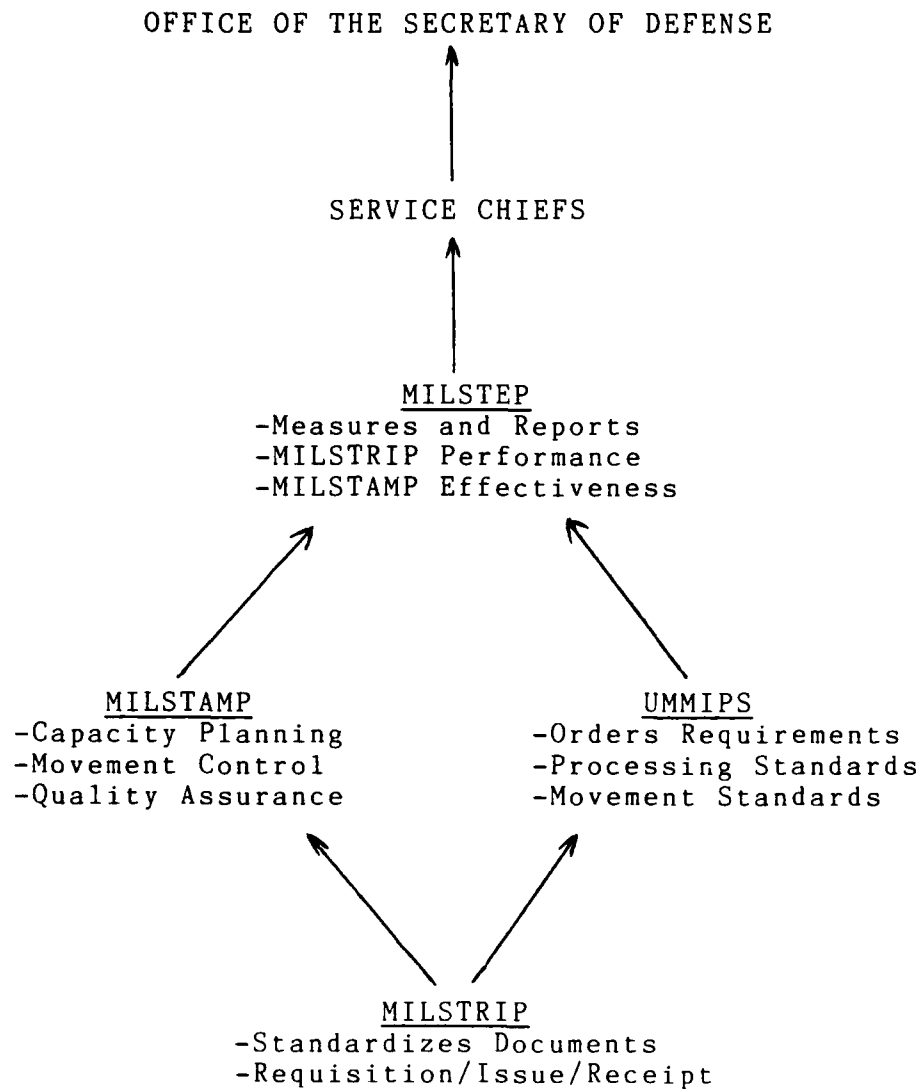 OFFICE OF THE SECRETARY OF DEFENSE
SERVICE CHIEFS
MILSTEP
-Measures and Reports
-MILSTRIP Performance
-MILSTAMP Effectiveness
MILSTAMP
-Capacity Planning
-Movement Control
-Quality Assurance
UMMIPS
-Orders Requirements
-Processing Standards
-Movement Standards
MILSTRIP
-Standardizes Documents
-Requisition/Issue/Receipt